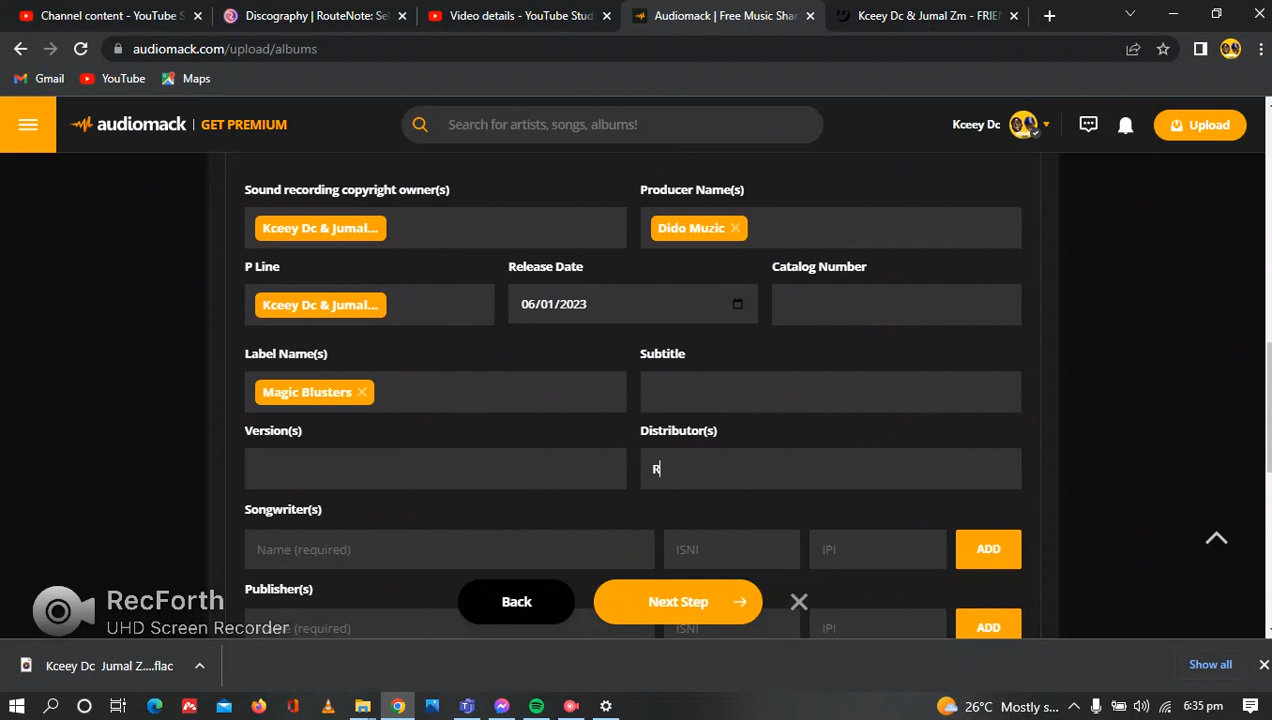 Channel content - YouTube S
Discography | RouteNote: Sel
Video details - YouTube Stud
Audiomack | Free Music Shar
Kceey Dc & Jumal Zm - FRIEN
audiomack.com/upload/albums
Gmail
YouTube
Maps
audiomack
GET PREMIUM
Search for artists, songs, albums!
Kceey Dc
Upload
Sound recording copyright owner(s)
Producer Name(s)
Kceey Dc & Jumal...
Dido Muzic
P Line
Release Date
Catalog Number
Kceey Dc & Jumal...
06/01/2023
Label Name(s)
Subtitle
Magic Blusters
Version(s)
Distributor(s)
R
Songwriter(s)
Name (required)
ISNI
IPI
ADD
Publisher(s)
Back
Next Step
Name (required)
ISNI
IPI
ADD
RecForth
UHD Screen Recorder
Kceey Dc Jumal Z....flac
Show all
26°C Mostly s...
6:35 pm